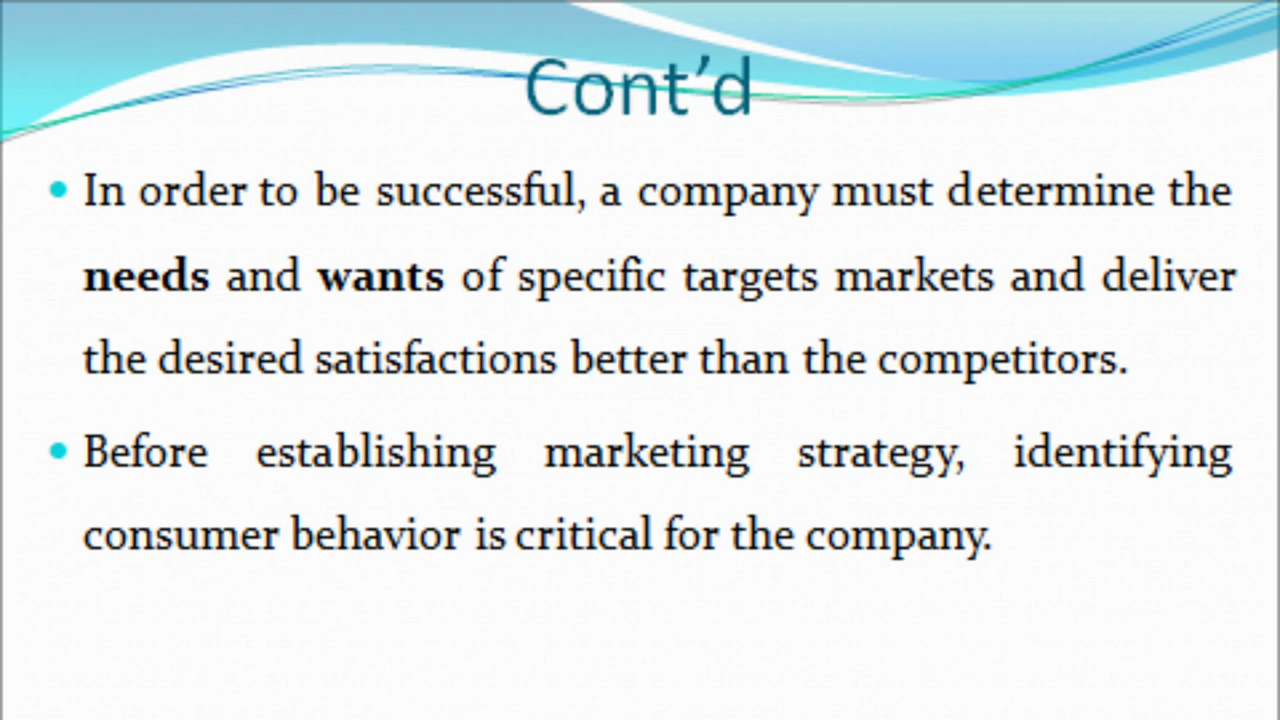 Cont’d
• In order to be successful, a company must determine the
needs and wants of specific targets markets and deliver
the desired satisfactions better than the competitors.
• Before establishing marketing strategy, identifying
consumer behavior is critical for the company.